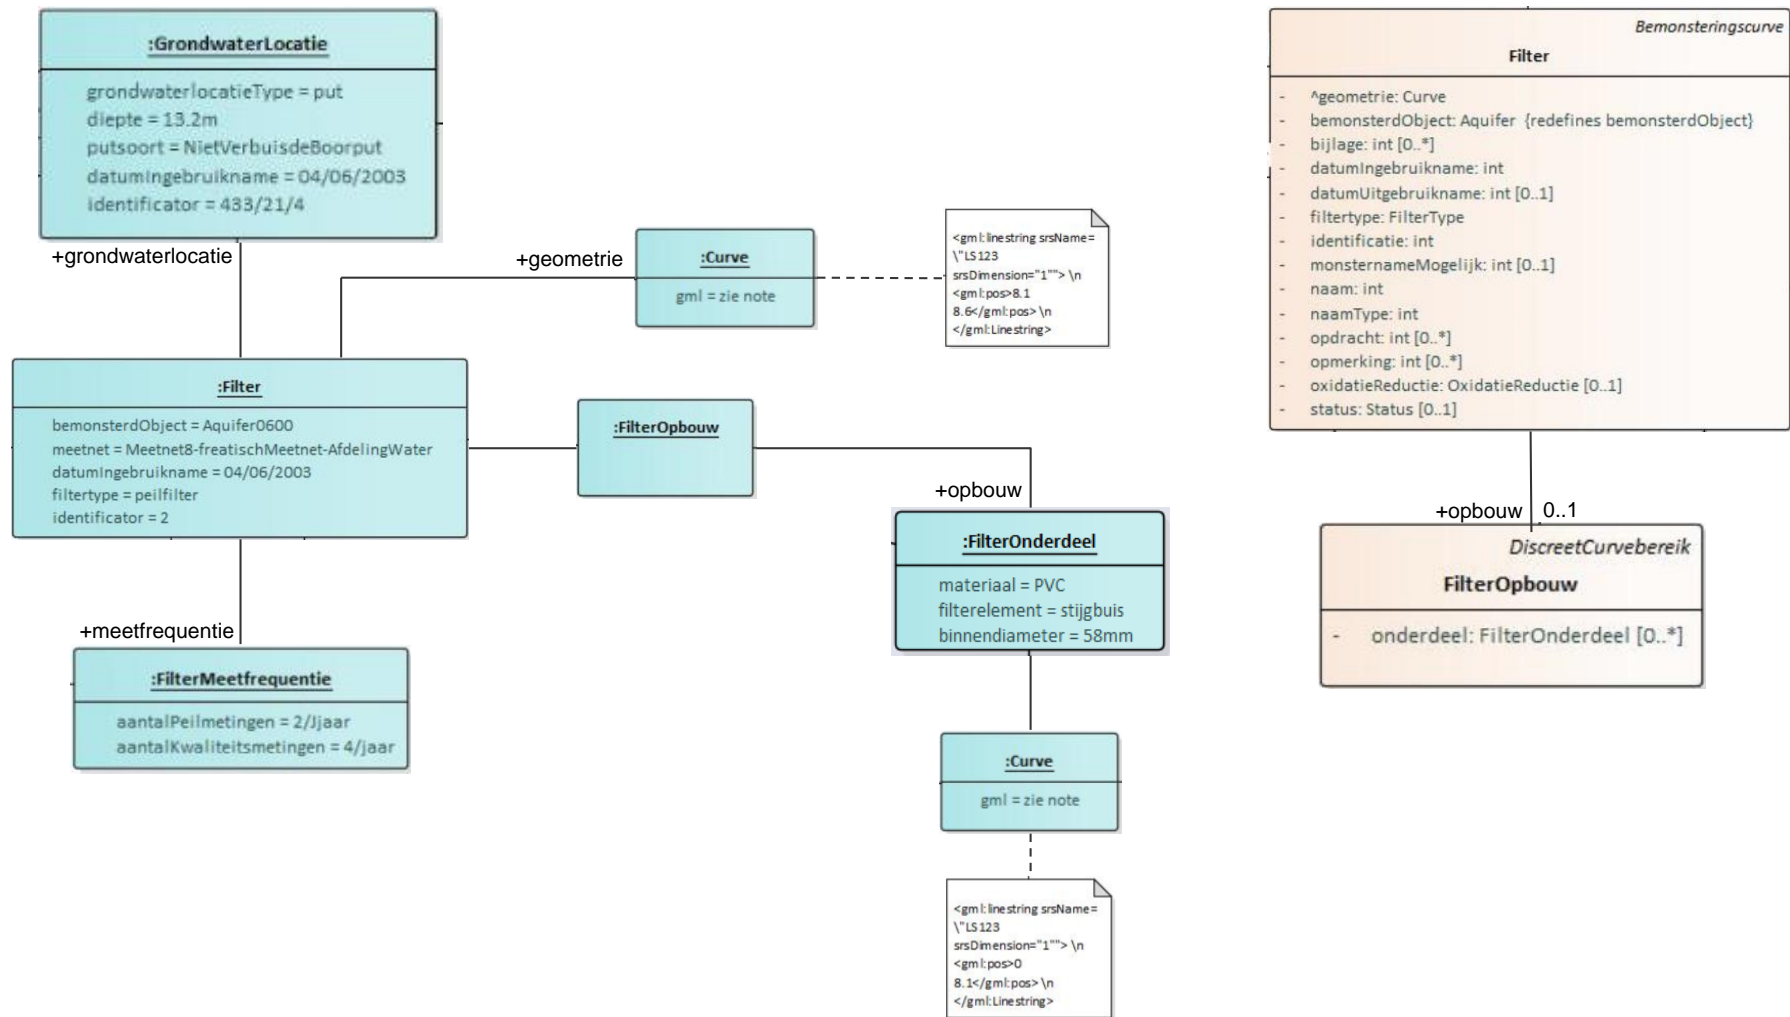 :GrondwaterLocatie
grondwaterlocatieType = put
diepte = 13.2m
putsoort = NietVerbuisdeBoorput
datumIngebruikname = 04/06/2003
identificator = 433/21/4
+grondwaterlocatie
+geometrie
:Curve
gml = zie note
<gml:linestring srsName=
\"LS123
srsDimension="1""> \n
<gml:pos>8.1
8.6</gml:pos> \n
</gml:Linestring>
:Filter
bemonsterdObject = Aquifer0600
meetnet = Meetnet8-freatischMeetnet-AfdelingWater
datumIngebruikname = 04/06/2003
filtertype = peilfilter
identificator = 2
:FilterOpbouw
+opbouw
:FilterOnderdeel
materiaal = PVC
filterelement = stijgbuis
binnendiameter = 58mm
+meetfrequentie
:FilterMeetfrequentie
aantalPeilmetingen = 2/Jjaar
aantalKwaliteitsmetingen = 4/jaar
:Curve
gml = zie note
<gml:linestring srsName=
\"LS123
srsDimension="1""> \n
<gml:pos>0
8.1</gml:pos> \n
</gml:Linestring>
Bemonsteringscurve
Filter
- ^geometrie: Curve
- bemonsterdObject: Aquifer {redefines bemonsterdObject}
- bijlage: int [0..*]
- datumIngebruikname: int
- datumUitgebruikname: int [0..1]
- filtertype: FilterType
- identificatie: int
- monsternameMogelijk: int [0..1]
- naam: int
- naamType: int
- opdracht: int [0..*]
- opmerking: int [0..*]
- oxidatieReductie: OxidatieReductie [0..1]
- status: Status [0..1]
+opbouw 0..1
DiscreetCurvebereik
FilterOpbouw
- onderdeel: FilterOnderdeel [0..*]